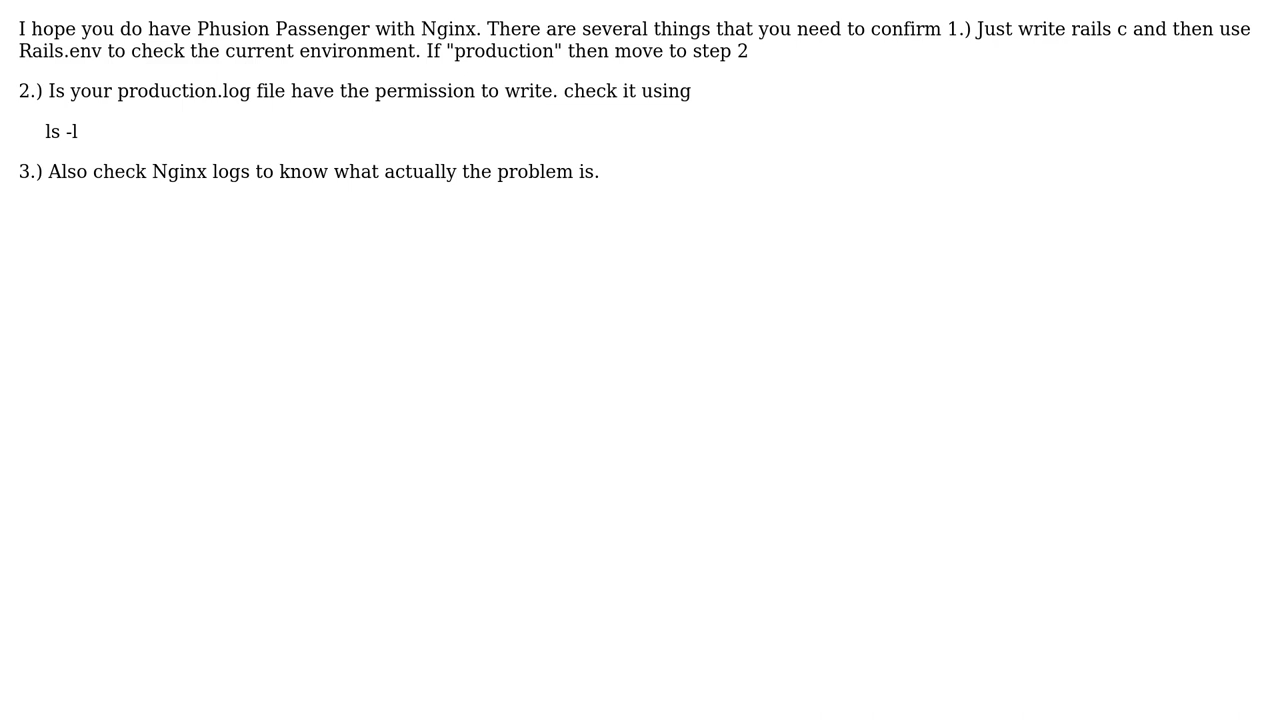 I hope you do have Phusion Passenger with Nginx. There are several things that you need to confirm 1.) Just write rails c and then use
Rails.env to check the current environment. If "production" then move to step 2
2.) Is your production.log file have the permission to write. check it using
ls -l
3.) Also check Nginx logs to know what actually the problem is.